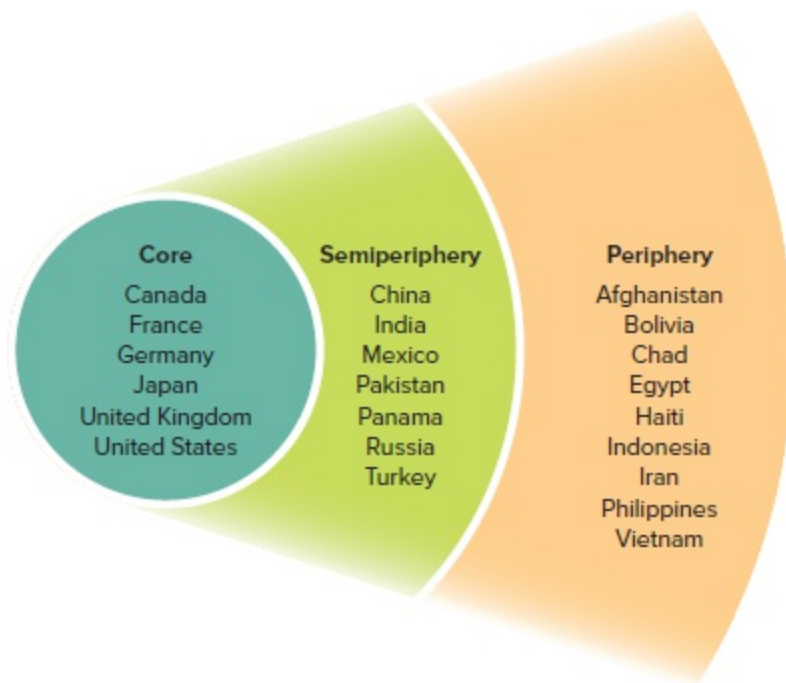 Core
Canada
France
Germany
Japan
United Kingdom
United States
Semiperiphery
China
India
Mexico
Pakistan
Panama
Russia
Turkey
Periphery
Afghanistan
Bolivia
Chad
Egypt
Haiti
Indonesia
Iran
Philippines
Vietnam